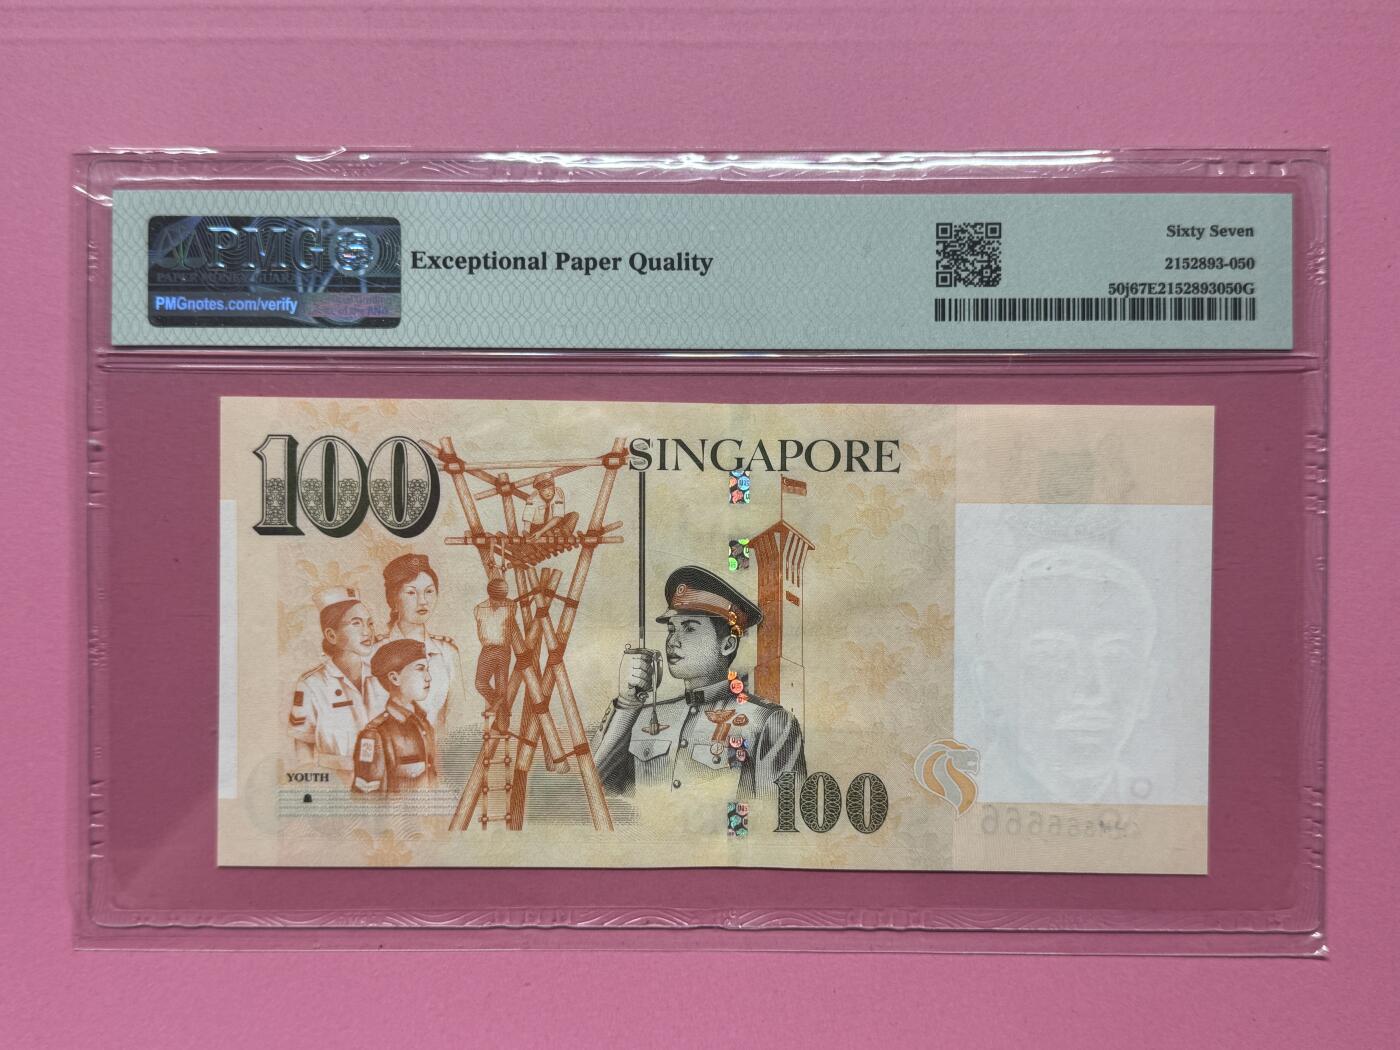 PMG
PMGnotes.com/verify
Exceptional Paper Quality
Sixty Seven
2152893-050
50j67E2152893050G
100
SINGAPORE
YOUTH
100